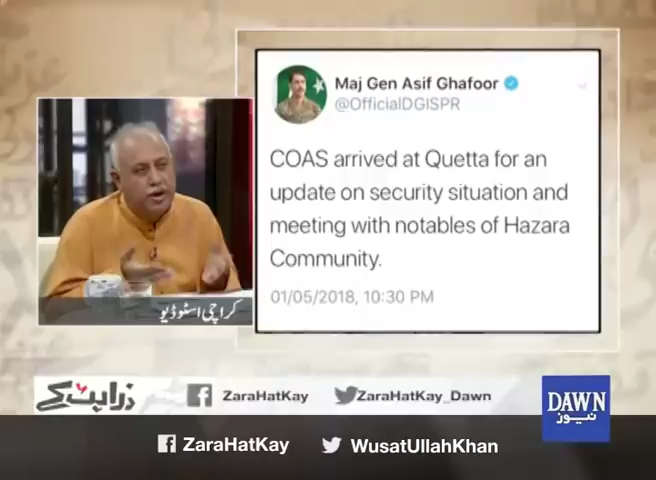 Maj Gen Asif Ghafoor
@OfficialDGISPR
COAS arrived at Quetta for an
update on security situation and
meeting with notables of Hazara
Community.
01/05/2018, 10:30 PM
کراچی اسٹوڈیو
ذرا ہٹ کے
ZaraHatKay
ZaraHatKay_Dawn
DAWN
نیوز
ZaraHatKay
WusatUllahKhan